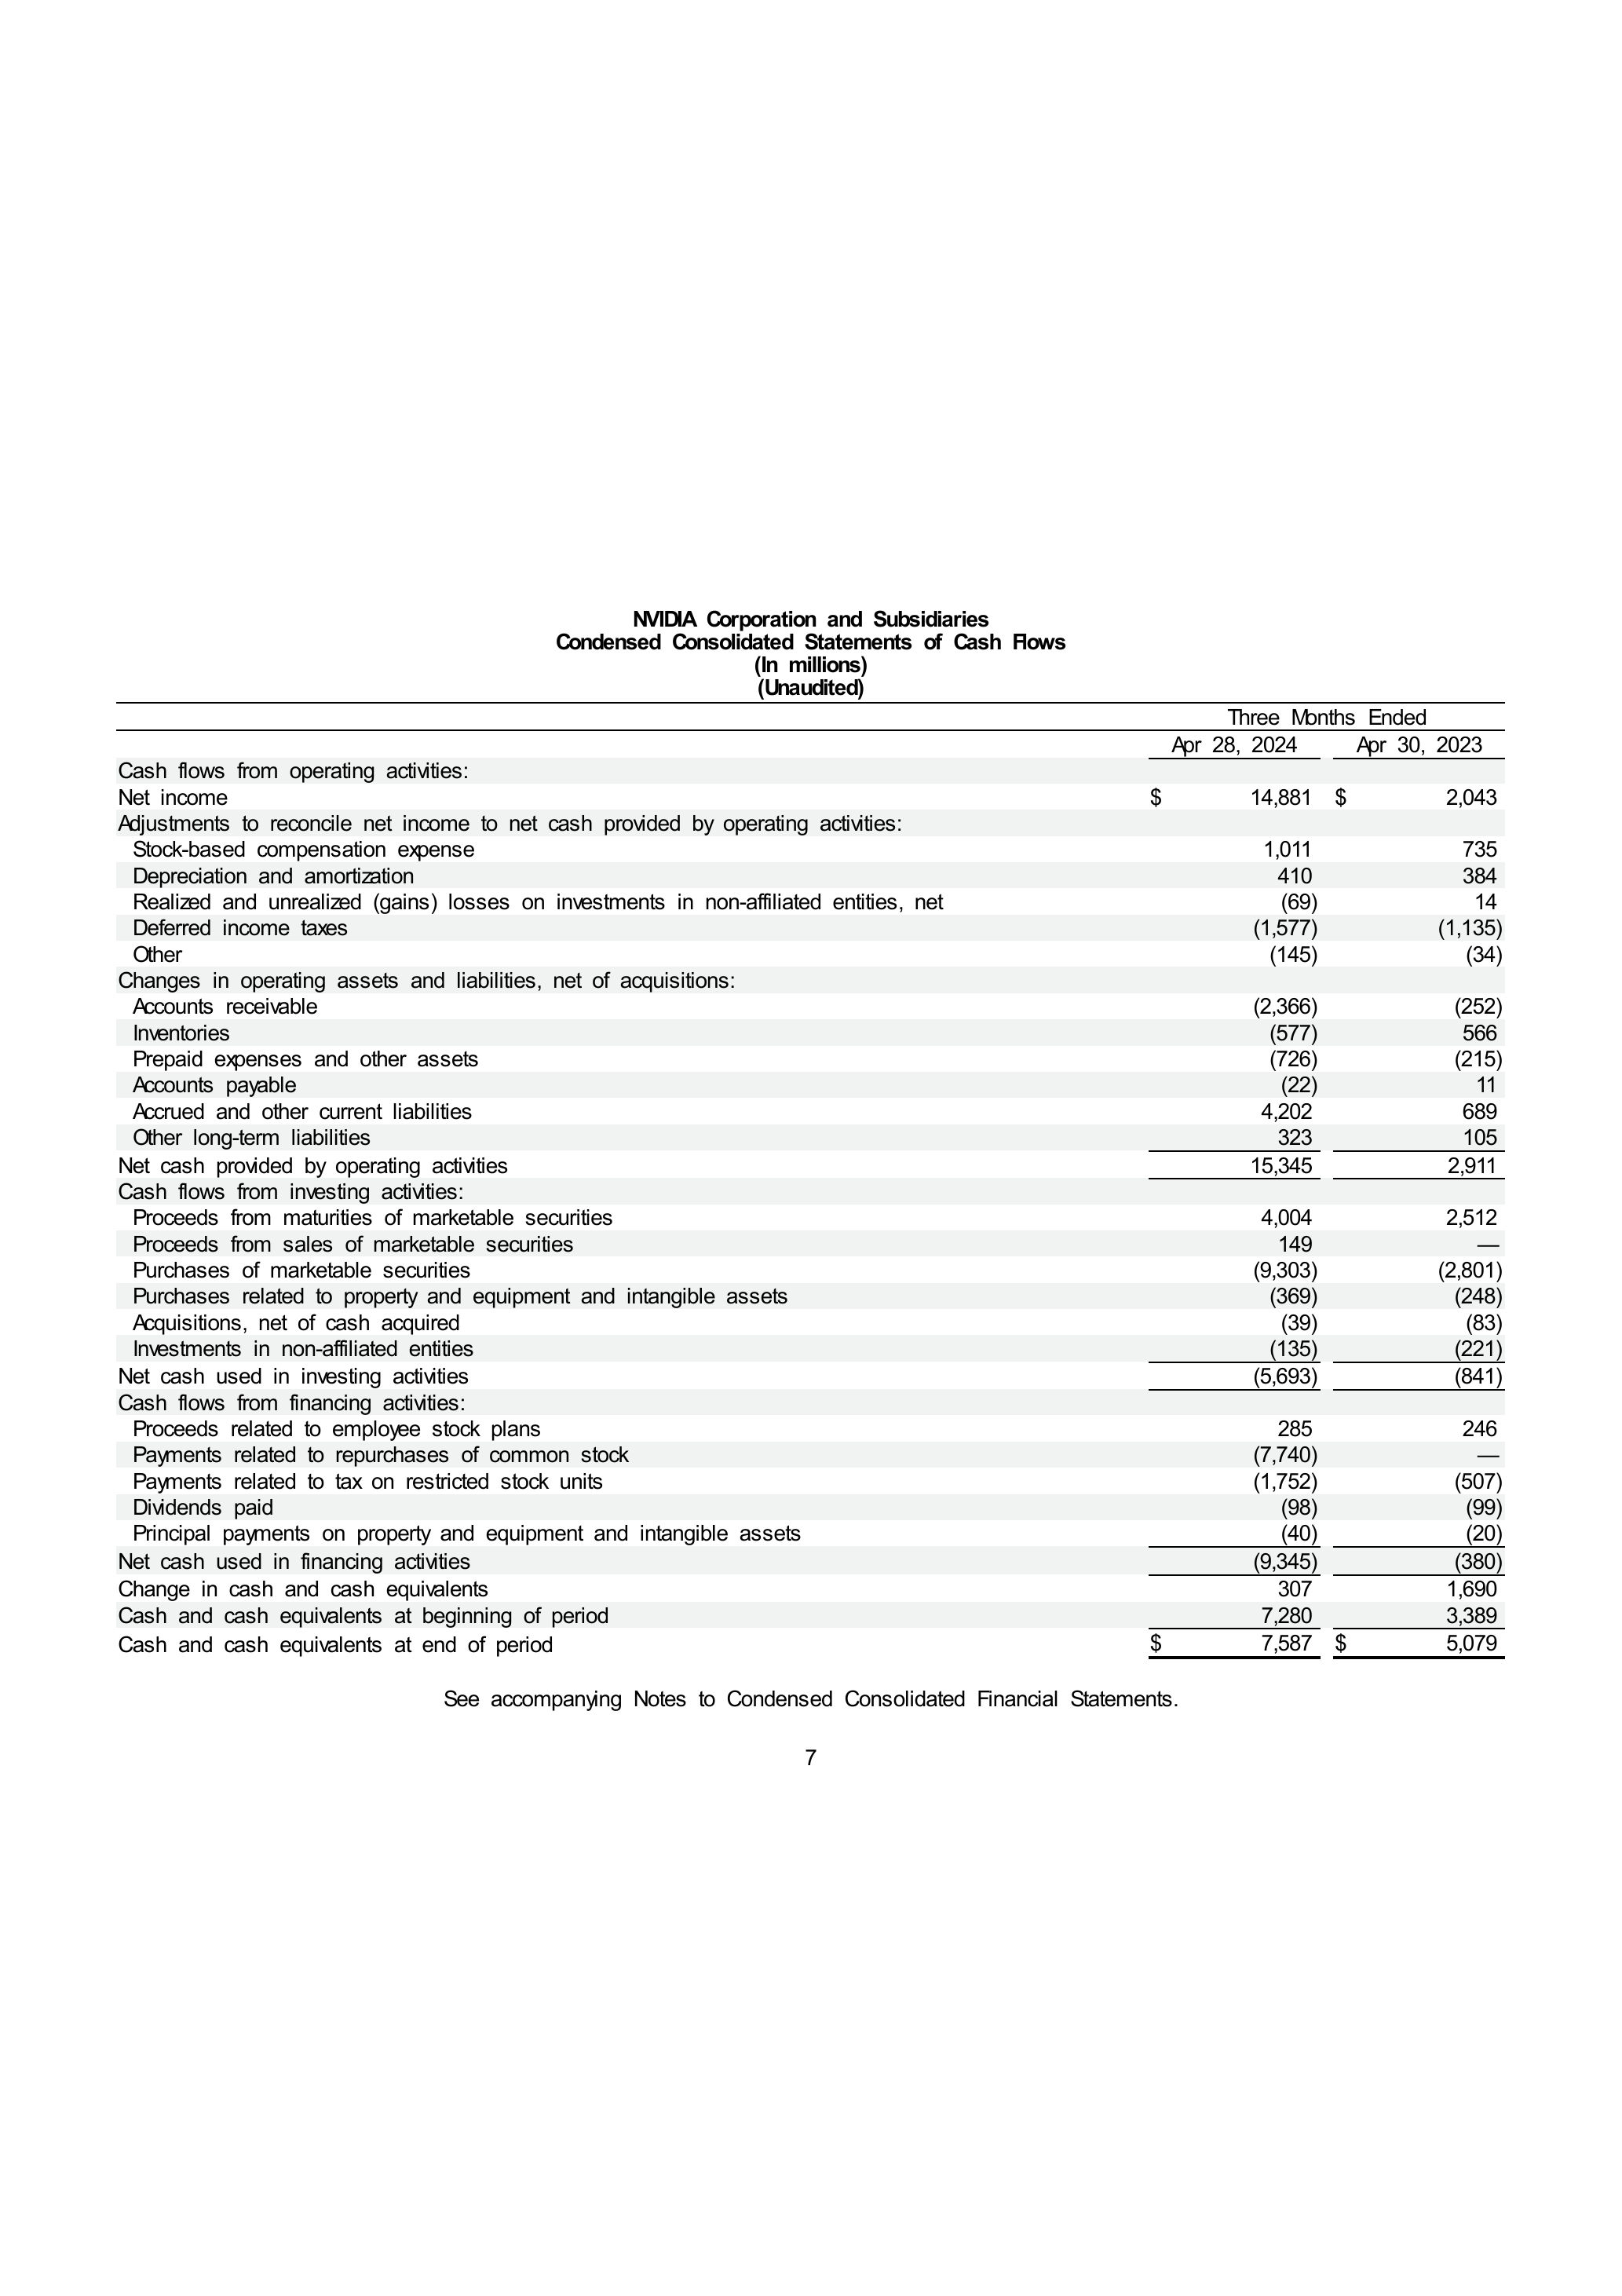 NVIDIA Corporation and Subsidiaries
Condensed Consolidated Statements of Cash Flows
(In millions)
(Unaudited)
Three Months Ended
Apr 28, 2024 Apr 30, 2023
Cash flows from operating activities:
Net income $ 14,881 $ 2,043
Adjustments to reconcile net income to net cash provided by operating activities:
Stock-based compensation expense 1,011 735
Depreciation and amortization 410 384
Realized and unrealized (gains) losses on investments in non-affiliated entities, net (69) 14
Deferred income taxes (1,577) (1,135)
Other (145) (34)
Changes in operating assets and liabilities, net of acquisitions:
Accounts receivable (2,366) (252)
Inventories (577) 566
Prepaid expenses and other assets (726) (215)
Accounts payable (22) 11
Accrued and other current liabilities 4,202 689
Other long-term liabilities 323 105
Net cash provided by operating activities 15,345 2,911
Cash flows from investing activities:
Proceeds from maturities of marketable securities 4,004 2,512
Proceeds from sales of marketable securities 149 —
Purchases of marketable securities (9,303) (2,801)
Purchases related to property and equipment and intangible assets (369) (248)
Acquisitions, net of cash acquired (39) (83)
Investments in non-affiliated entities (135) (221)
Net cash used in investing activities (5,693) (841)
Cash flows from financing activities:
Proceeds related to employee stock plans 285 246
Payments related to repurchases of common stock (7,740) —
Payments related to tax on restricted stock units (1,752) (507)
Dividends paid (98) (99)
Principal payments on property and equipment and intangible assets (40) (20)
Net cash used in financing activities (9,345) (380)
Change in cash and cash equivalents 307 1,690
Cash and cash equivalents at beginning of period 7,280 3,389
Cash and cash equivalents at end of period $ 7,587 $ 5,079
See accompanying Notes to Condensed Consolidated Financial Statements.
7